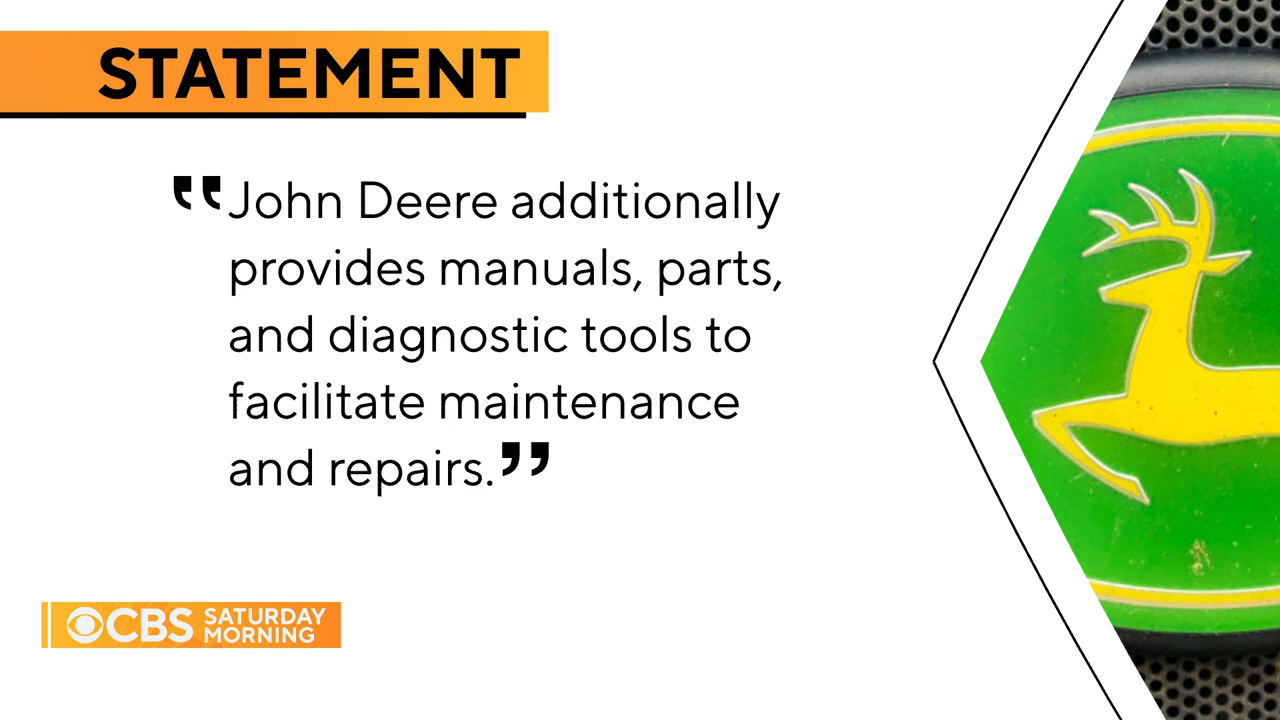 STATEMENT
‟John Deere additionally
provides manuals, parts,
and diagnostic tools to
facilitate maintenance
and repairs.”
CBS SATURDAY
MORNING